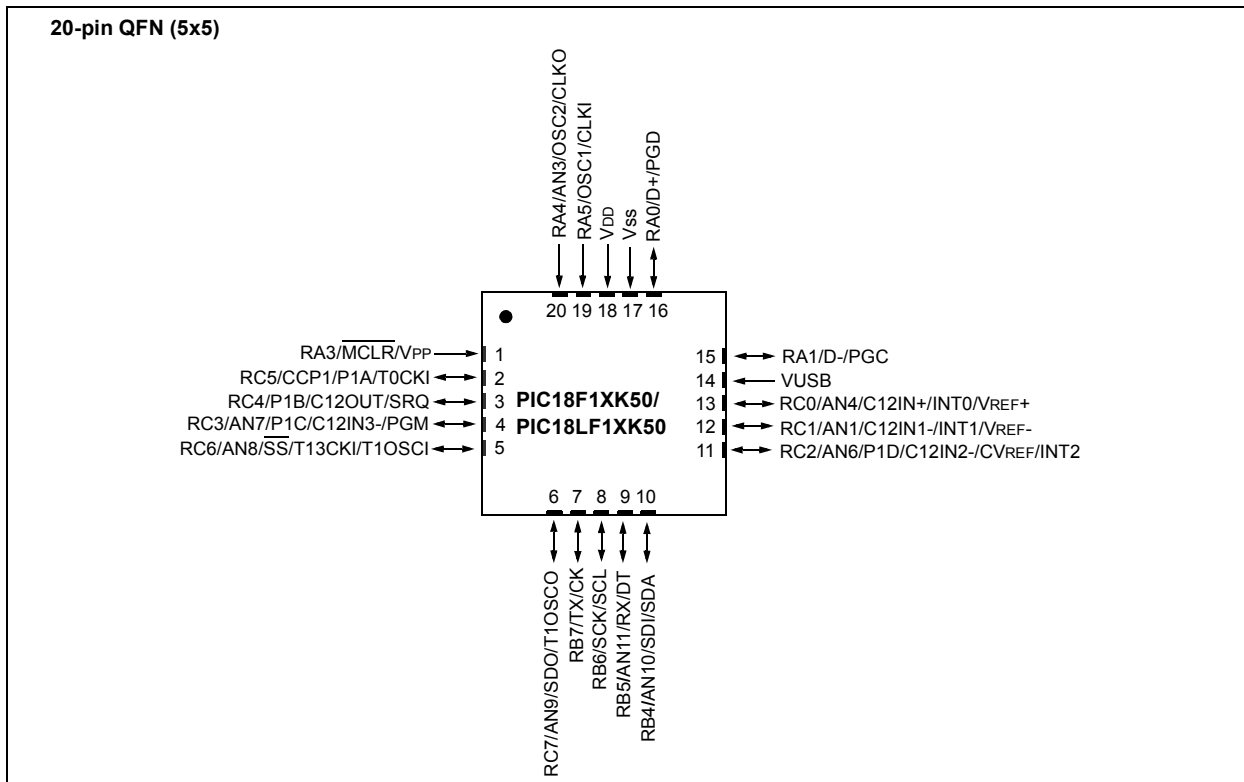 20-pin QFN (5x5)
RA4/AN3/OSC2/CLKO
RA5/OSC1/CLKI
VDD
VSS
RA0/D+/PGD
20 19 18 17 16
RA3/MCLR/VPP
1
RC5/CCP1/P1A/T0CKI
2
RC4/P1B/C12OUT/SRQ
3
RC3/AN7/P1C/C12IN3-/PGM
4
RC6/AN8/SS/T13CKI/T1OSCI
5
PIC18F1XK50/
PIC18LF1XK50
15 RA1/D-/PGC
14 VUSB
13 RC0/AN4/C12IN+/INT0/VREF+
12 RC1/AN1/C12IN1-/INT1/VREF-
11 RC2/AN6/P1D/C12IN2-/CVREF/INT2
6 7 8 9 10
RC7/AN9/SDO/T1OSCO
RB7/TX/CK
RB6/SCK/SCL
RB5/AN11/RX/DT
RB4/AN10/SDI/SDA